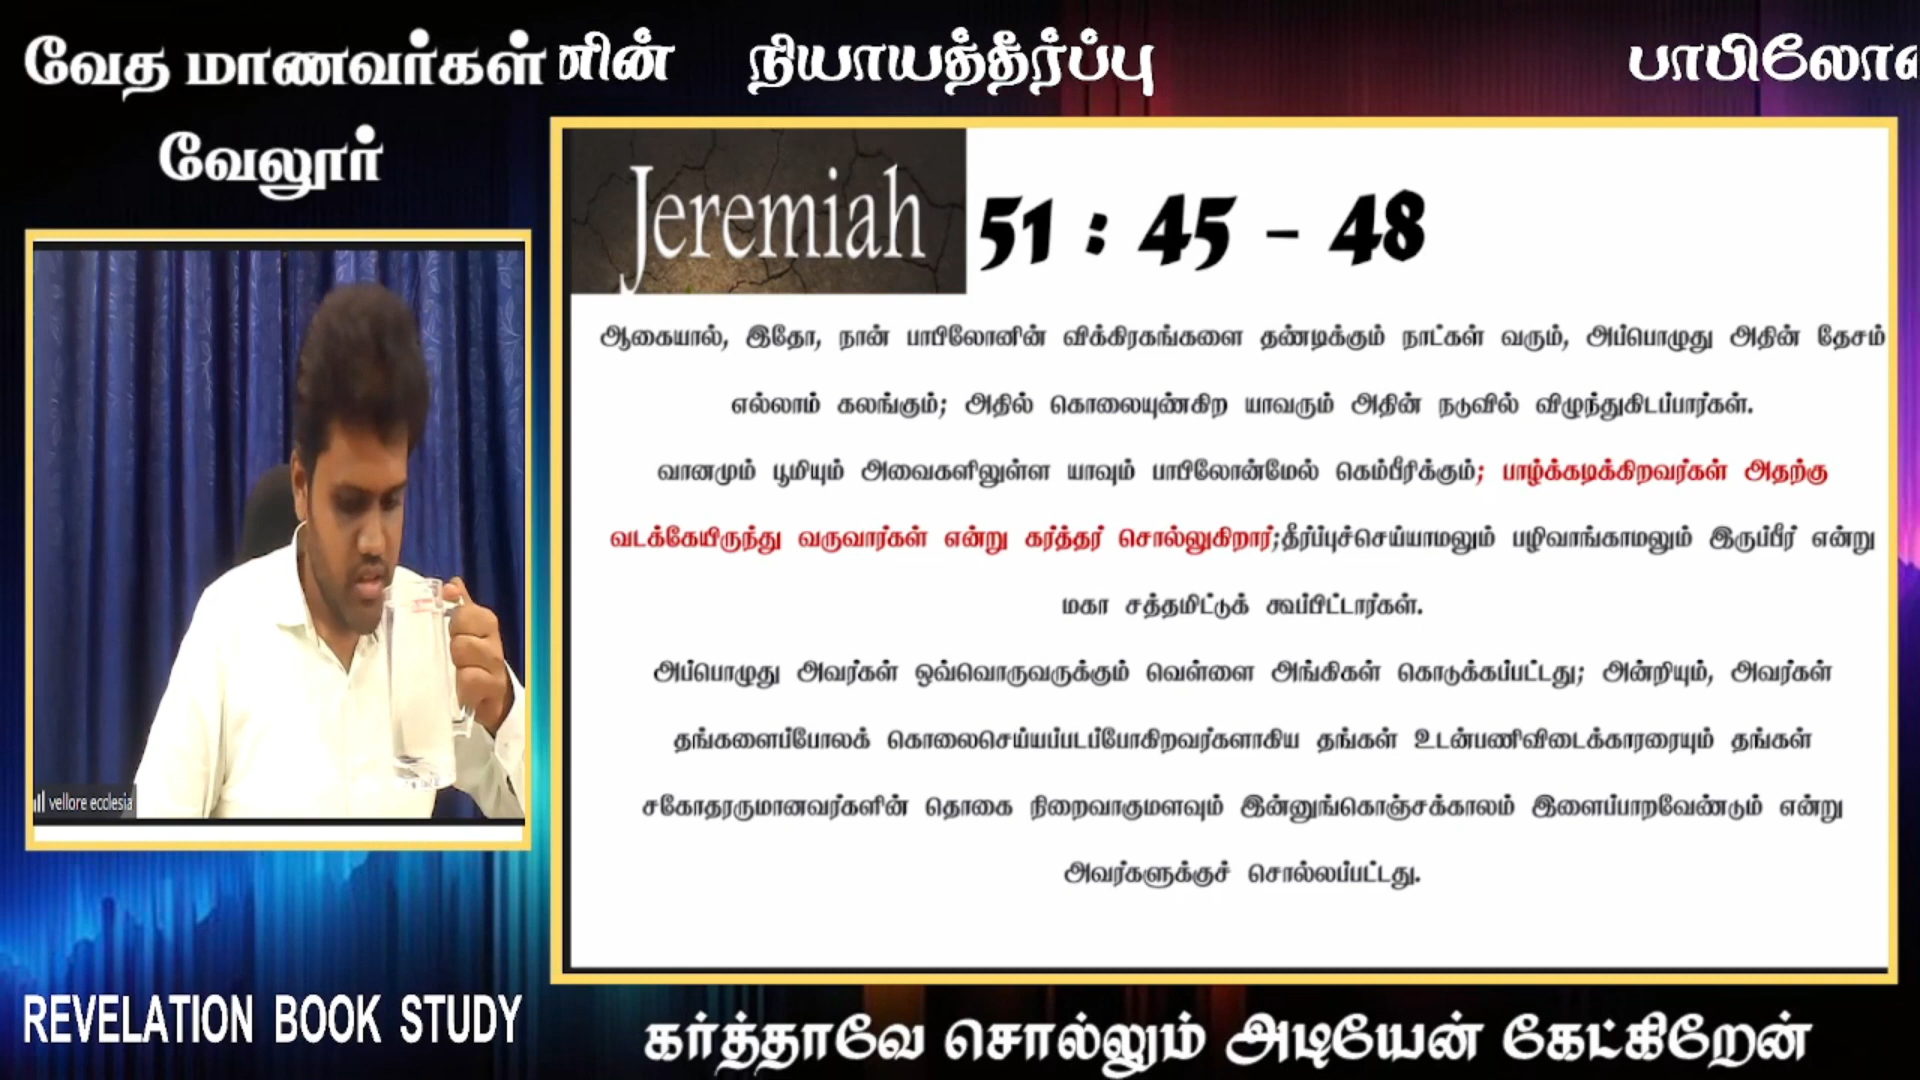 வேத மாணவர்கள்
வேலூர்
ளின் நியாயத்தீர்ப்பு
Jeremiah 51 : 45 – 48
ஆகையால், இதோ, நான் பாபிலோனின் விக்கிரகங்களை தண்டிக்கும் நாட்கள் வரும், அப்பொழுது அதின் தேசம்
எல்லாம் கலங்கும்; அதில் கொலையுண்கிற யாவரும் அதின் நடுவில் விழுந்துகிடப்பார்கள்.
வானமும் பூமியும் அவைகளிலுள்ள யாவும் பாபிலோன்மேல் கெம்பீரிக்கும்; பாழ்க்கடிக்கிறவர்கள் அதற்கு
வடக்கேயிருந்து வருவார்கள் என்று கர்த்தர் சொல்லுகிறார்;தீர்ப்புச்செய்யாமலும் பழிவாங்காமலும் இருப்பீர் என்று
மகா சத்தமிட்டுக் கூப்பிட்டார்கள்.
அப்பொழுது அவர்கள் ஒவ்வொருவருக்கும் வெள்ளை அங்கிகள் கொடுக்கப்பட்டது; அன்றியும், அவர்கள்
தங்களைப்போலக் கொலைசெய்யப்படப்போகிறவர்களாகிய தங்கள் உடன்பணிவிடைக்காரரையும் தங்கள்
சகோதரருமானவர்களின் தொகை நிறைவாகுமளவும் இன்னுங்கொஞ்சக்காலம் இளைப்பாறவேண்டும் என்று
அவர்களுக்குச் சொல்லப்பட்டது.
vellore ecclesia
REVELATION BOOK STUDY
கர்த்தாவே சொல்லும் அடியேன் கேட்கிறேன்